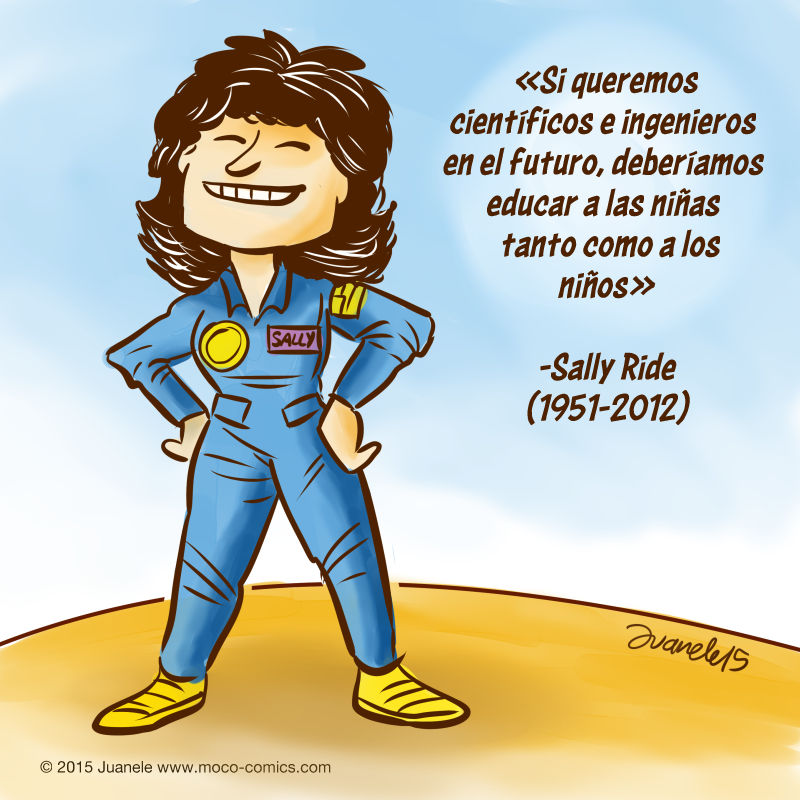 «Si queremos
científicos e ingenieros
en el futuro, deberíamos
educar a las niñas
tanto como a los
niños»
-Sally Ride
(1951-2012)
SALLY
Juanele15
© 2015 Juanele www.moco-comics.com